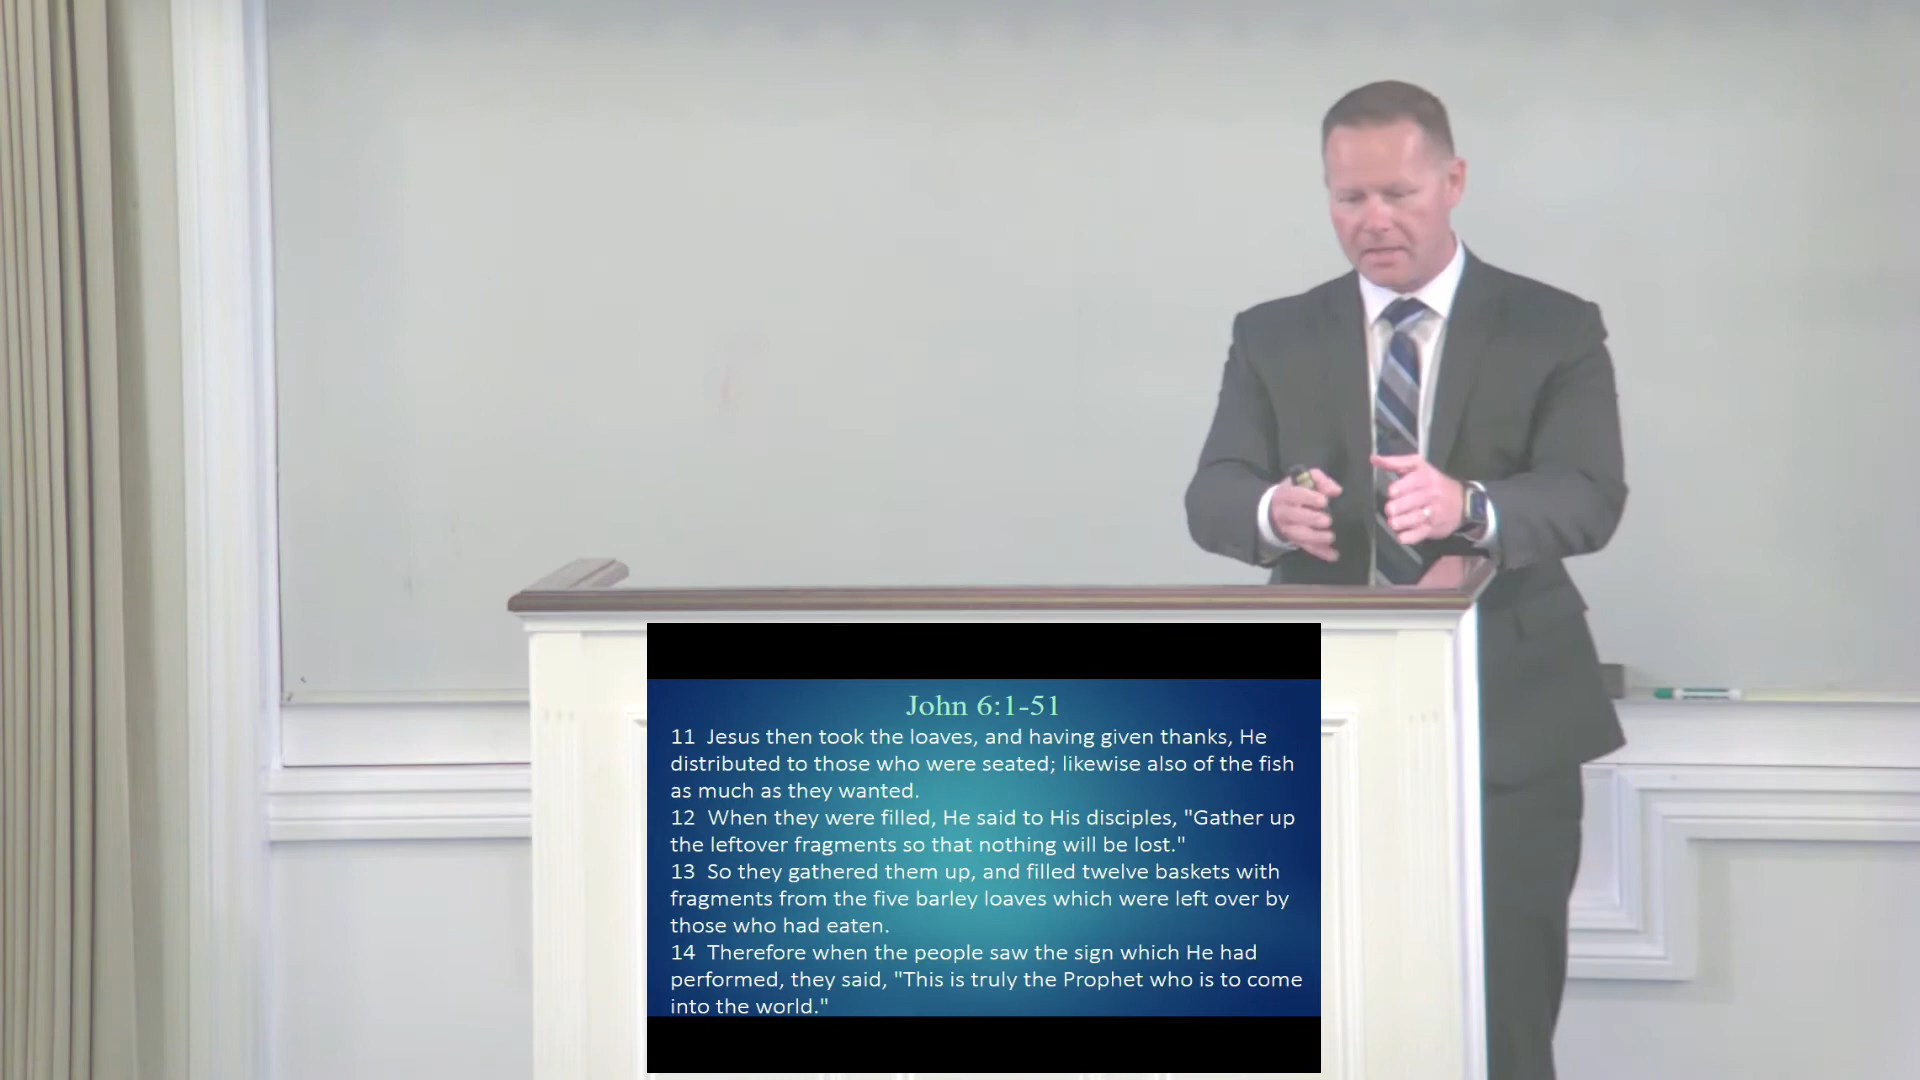 John 6:1-51
11 Jesus then took the loaves, and having given thanks, He
distributed to those who were seated; likewise also of the fish
as much as they wanted.
12 When they were filled, He said to His disciples, "Gather up
the leftover fragments so that nothing will be lost."
13 So they gathered them up, and filled twelve baskets with
fragments from the five barley loaves which were left over by
those who had eaten.
14 Therefore when the people saw the sign which He had
performed, they said, "This is truly the Prophet who is to come
into the world."